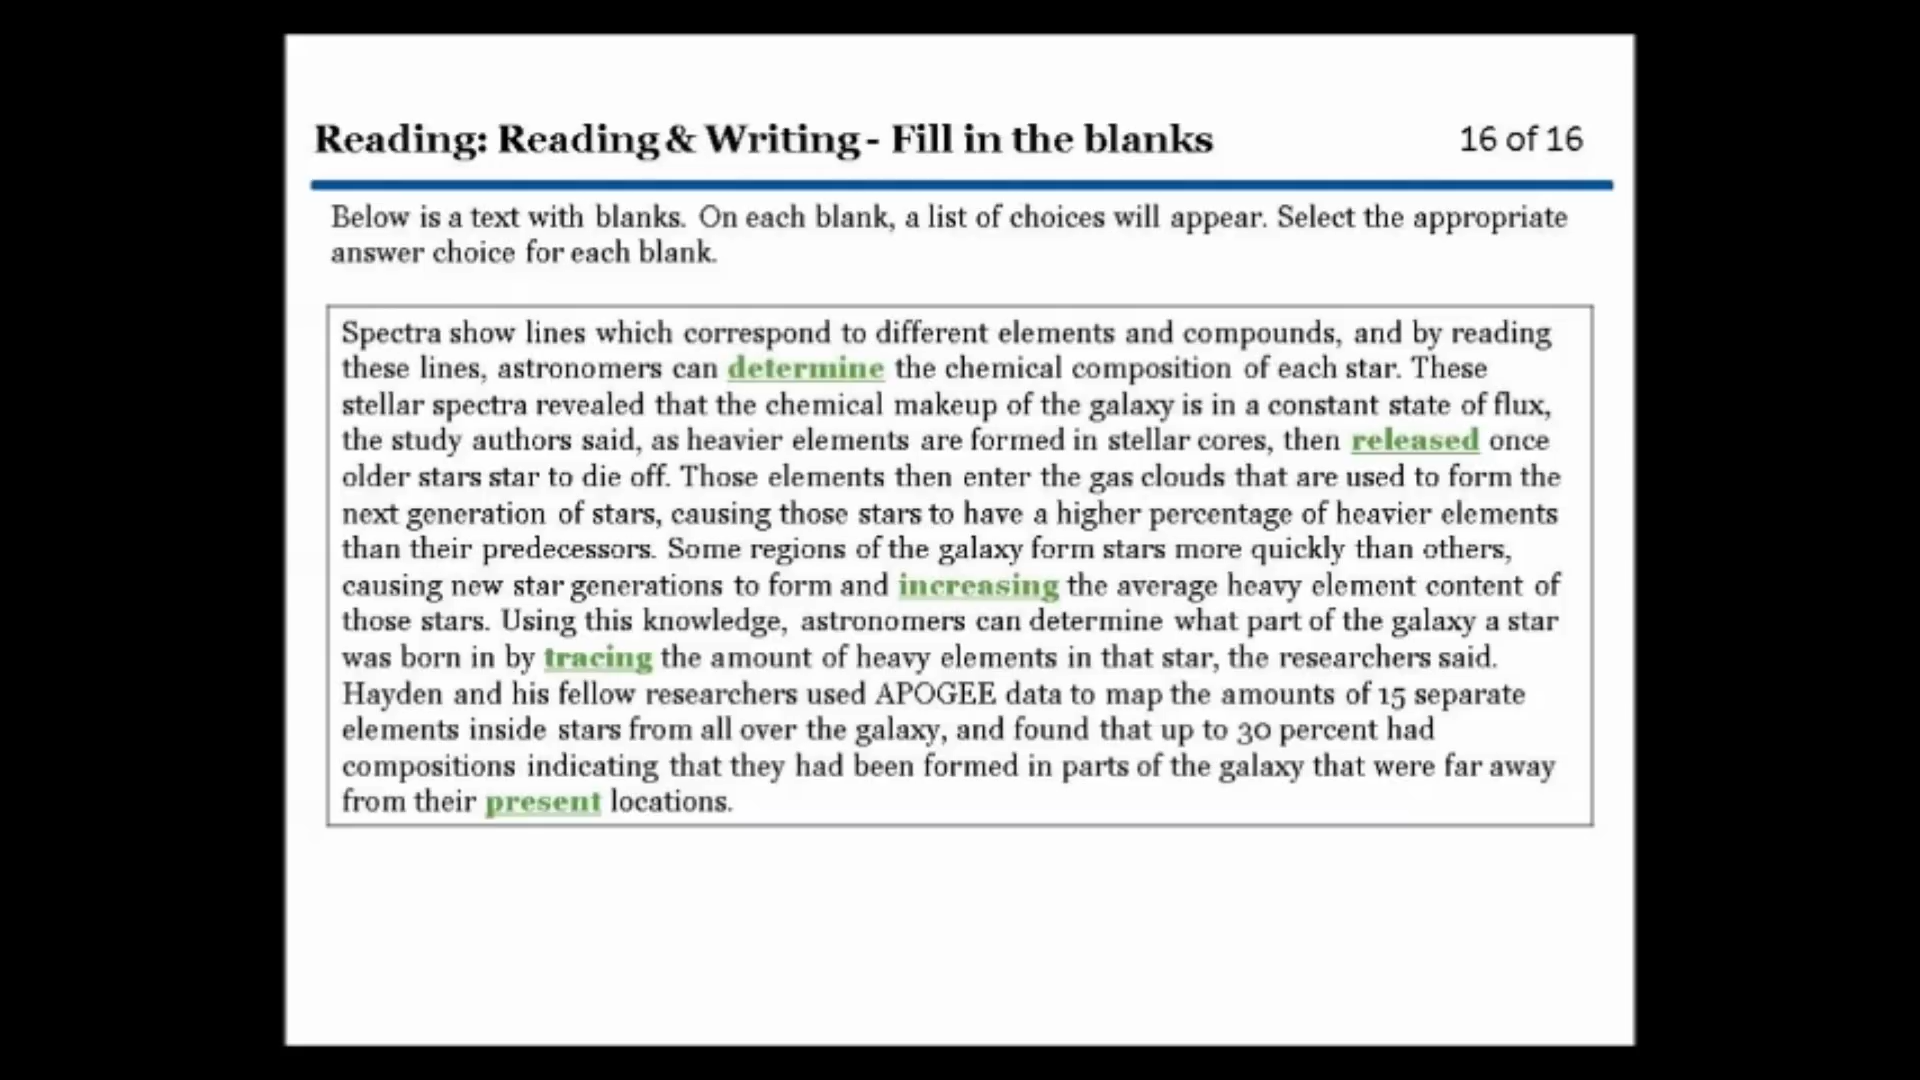 Reading: Reading & Writing - Fill in the blanks
16 of 16
Below is a text with blanks. On each blank, a list of choices will appear. Select the appropriate
answer choice for each blank.
Spectra show lines which correspond to different elements and compounds, and by reading
these lines, astronomers can determine the chemical composition of each star. These
stellar spectra revealed that the chemical makeup of the galaxy is in a constant state of flux,
the study authors said, as heavier elements are formed in stellar cores, then released once
older stars star to die off. Those elements then enter the gas clouds that are used to form the
next generation of stars, causing those stars to have a higher percentage of heavier elements
than their predecessors. Some regions of the galaxy form stars more quickly than others,
causing new star generations to form and increasing the average heavy element content of
those stars. Using this knowledge, astronomers can determine what part of the galaxy a star
was born in by tracing the amount of heavy elements in that star, the researchers said.
Hayden and his fellow researchers used APOGEE data to map the amounts of 15 separate
elements inside stars from all over the galaxy, and found that up to 30 percent had
compositions indicating that they had been formed in parts of the galaxy that were far away
from their present locations.